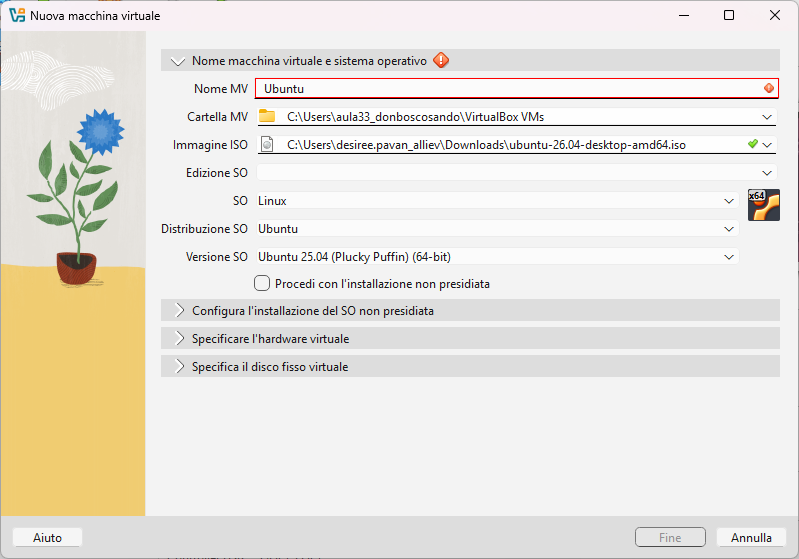 Nuova macchina virtuale
Nome macchina virtuale e sistema operativo
Nome MV Ubuntu
Cartella MV C:\Users\aula33_donboscosando\VirtualBox VMs
Immagine ISO C:\Users\desiree.pavan_alliev\Downloads\ubuntu-26.04-desktop-amd64.iso
Edizione SO
SO Linux x64
Distribuzione SO Ubuntu
Versione SO Ubuntu 25.04 (Plucky Puffin) (64-bit)
Procedi con l'installazione non presidiata
Configura l'installazione del SO non presidiata
Specificare l'hardware virtuale
Specifica il disco fisso virtuale
Aiuto Fine Annulla